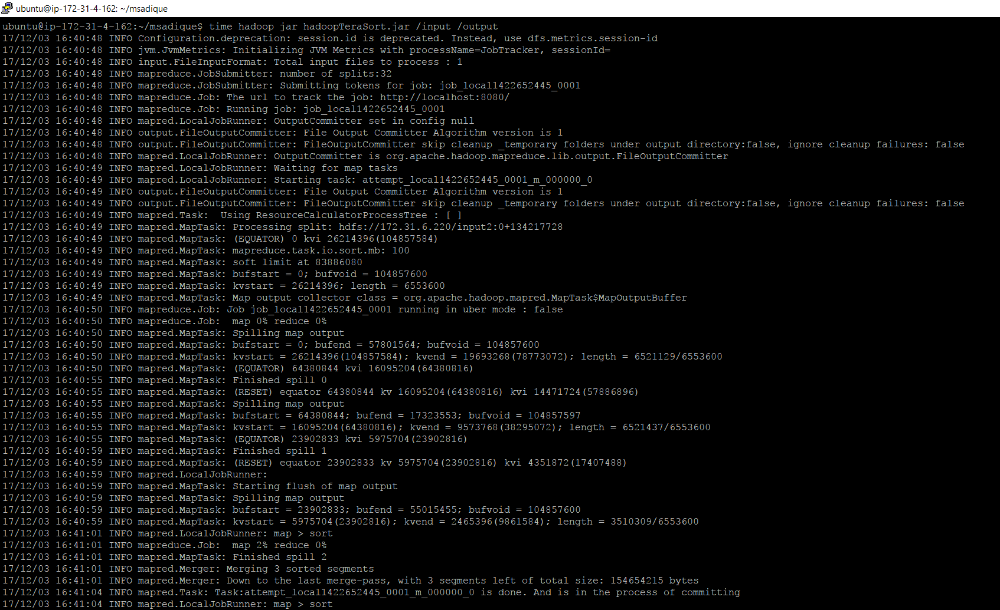 ubuntu@ip-172-31-4-162: ~/msadique
ubuntu@ip-172-31-4-162:~/msadique$ time hadoop jar hadoopTeraSort.jar /input /output
17/12/03 16:40:48 INFO Configuration.deprecation: session.id is deprecated. Instead, use dfs.metrics.session-id
17/12/03 16:40:48 INFO jvm.JvmMetrics: Initializing JVM Metrics with processName=JobTracker, sessionId=
17/12/03 16:40:48 INFO input.FileInputFormat: Total input files to process : 1
17/12/03 16:40:48 INFO mapreduce.JobSubmitter: number of splits:32
17/12/03 16:40:48 INFO mapreduce.JobSubmitter: Submitting tokens for job: job_local1422652445_0001
17/12/03 16:40:48 INFO mapreduce.Job: The url to track the job: http://localhost:8080/
17/12/03 16:40:48 INFO mapreduce.Job: Running job: job_local1422652445_0001
17/12/03 16:40:48 INFO mapred.LocalJobRunner: OutputCommitter set in config null
17/12/03 16:40:48 INFO output.FileOutputCommitter: File Output Committer Algorithm version is 1
17/12/03 16:40:48 INFO output.FileOutputCommitter: FileOutputCommitter skip cleanup _temporary folders under output directory:false, ignore cleanup failures: false
17/12/03 16:40:48 INFO mapred.LocalJobRunner: OutputCommitter is org.apache.hadoop.mapreduce.lib.output.FileOutputCommitter
17/12/03 16:40:49 INFO mapred.LocalJobRunner: Waiting for map tasks
17/12/03 16:40:49 INFO mapred.LocalJobRunner: Starting task: attempt_local1422652445_0001_m_000000_0
17/12/03 16:40:49 INFO output.FileOutputCommitter: File Output Committer Algorithm version is 1
17/12/03 16:40:49 INFO output.FileOutputCommitter: FileOutputCommitter skip cleanup _temporary folders under output directory:false, ignore cleanup failures: false
17/12/03 16:40:49 INFO mapred.Task:  Using ResourceCalculatorProcessTree : [ ]
17/12/03 16:40:49 INFO mapred.MapTask: Processing split: hdfs://172.31.6.220/input2:0+134217728
17/12/03 16:40:49 INFO mapred.MapTask: (EQUATOR) 0 kvi 26214396(104857584)
17/12/03 16:40:49 INFO mapred.MapTask: mapreduce.task.io.sort.mb: 100
17/12/03 16:40:49 INFO mapred.MapTask: soft limit at 83886080
17/12/03 16:40:49 INFO mapred.MapTask: bufstart = 0; bufvoid = 104857600
17/12/03 16:40:49 INFO mapred.MapTask: kvstart = 26214396; length = 6553600
17/12/03 16:40:49 INFO mapred.MapTask: Map output collector class = org.apache.hadoop.mapred.MapTask$MapOutputBuffer
17/12/03 16:40:50 INFO mapreduce.Job: Job job_local1422652445_0001 running in uber mode : false
17/12/03 16:40:50 INFO mapreduce.Job:  map 0% reduce 0%
17/12/03 16:40:50 INFO mapred.MapTask: Spilling map output
17/12/03 16:40:50 INFO mapred.MapTask: bufstart = 0; bufend = 57801564; bufvoid = 104857600
17/12/03 16:40:50 INFO mapred.MapTask: kvstart = 26214396(104857584); kvend = 19693268(78773072); length = 6521129/6553600
17/12/03 16:40:50 INFO mapred.MapTask: (EQUATOR) 64380844 kvi 16095204(64380816)
17/12/03 16:40:55 INFO mapred.MapTask: Finished spill 0
17/12/03 16:40:55 INFO mapred.MapTask: (RESET) equator 64380844 kv 16095204(64380816) kvi 14471724(57886896)
17/12/03 16:40:55 INFO mapred.MapTask: Spilling map output
17/12/03 16:40:55 INFO mapred.MapTask: bufstart = 64380844; bufend = 17323553; bufvoid = 104857597
17/12/03 16:40:55 INFO mapred.MapTask: kvstart = 16095204(64380816); kvend = 9573768(38295072); length = 6521437/6553600
17/12/03 16:40:55 INFO mapred.MapTask: (EQUATOR) 23902833 kvi 5975704(23902816)
17/12/03 16:40:59 INFO mapred.MapTask: Finished spill 1
17/12/03 16:40:59 INFO mapred.MapTask: (RESET) equator 23902833 kv 5975704(23902816) kvi 4351872(17407488)
17/12/03 16:40:59 INFO mapred.LocalJobRunner:
17/12/03 16:40:59 INFO mapred.MapTask: Starting flush of map output
17/12/03 16:40:59 INFO mapred.MapTask: Spilling map output
17/12/03 16:40:59 INFO mapred.MapTask: bufstart = 23902833; bufend = 55015455; bufvoid = 104857600
17/12/03 16:40:59 INFO mapred.MapTask: kvstart = 5975704(23902816); kvend = 2465396(9861584); length = 3510309/6553600
17/12/03 16:41:01 INFO mapred.LocalJobRunner: map > sort
17/12/03 16:41:01 INFO mapreduce.Job:  map 2% reduce 0%
17/12/03 16:41:01 INFO mapred.MapTask: Finished spill 2
17/12/03 16:41:01 INFO mapred.Merger: Merging 3 sorted segments
17/12/03 16:41:01 INFO mapred.Merger: Down to the last merge-pass, with 3 segments left of total size: 154654215 bytes
17/12/03 16:41:04 INFO mapred.Task: Task:attempt_local1422652445_0001_m_000000_0 is done. And is in the process of committing
17/12/03 16:41:04 INFO mapred.LocalJobRunner: map > sort